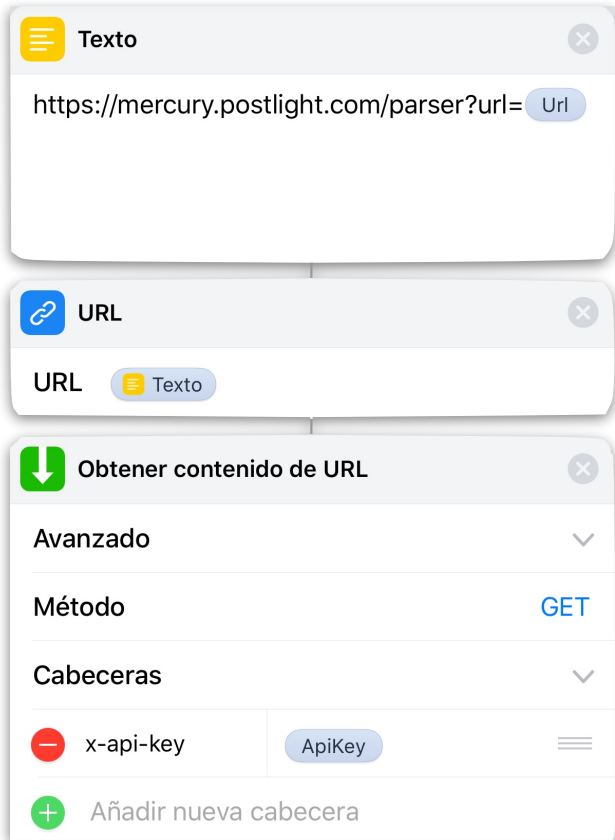 Texto
https://mercury.postlight.com/parser?url= Url
URL
URL Texto
Obtener contenido de URL
Avanzado
Método GET
Cabeceras
x-api-key ApiKey
Añadir nueva cabecera